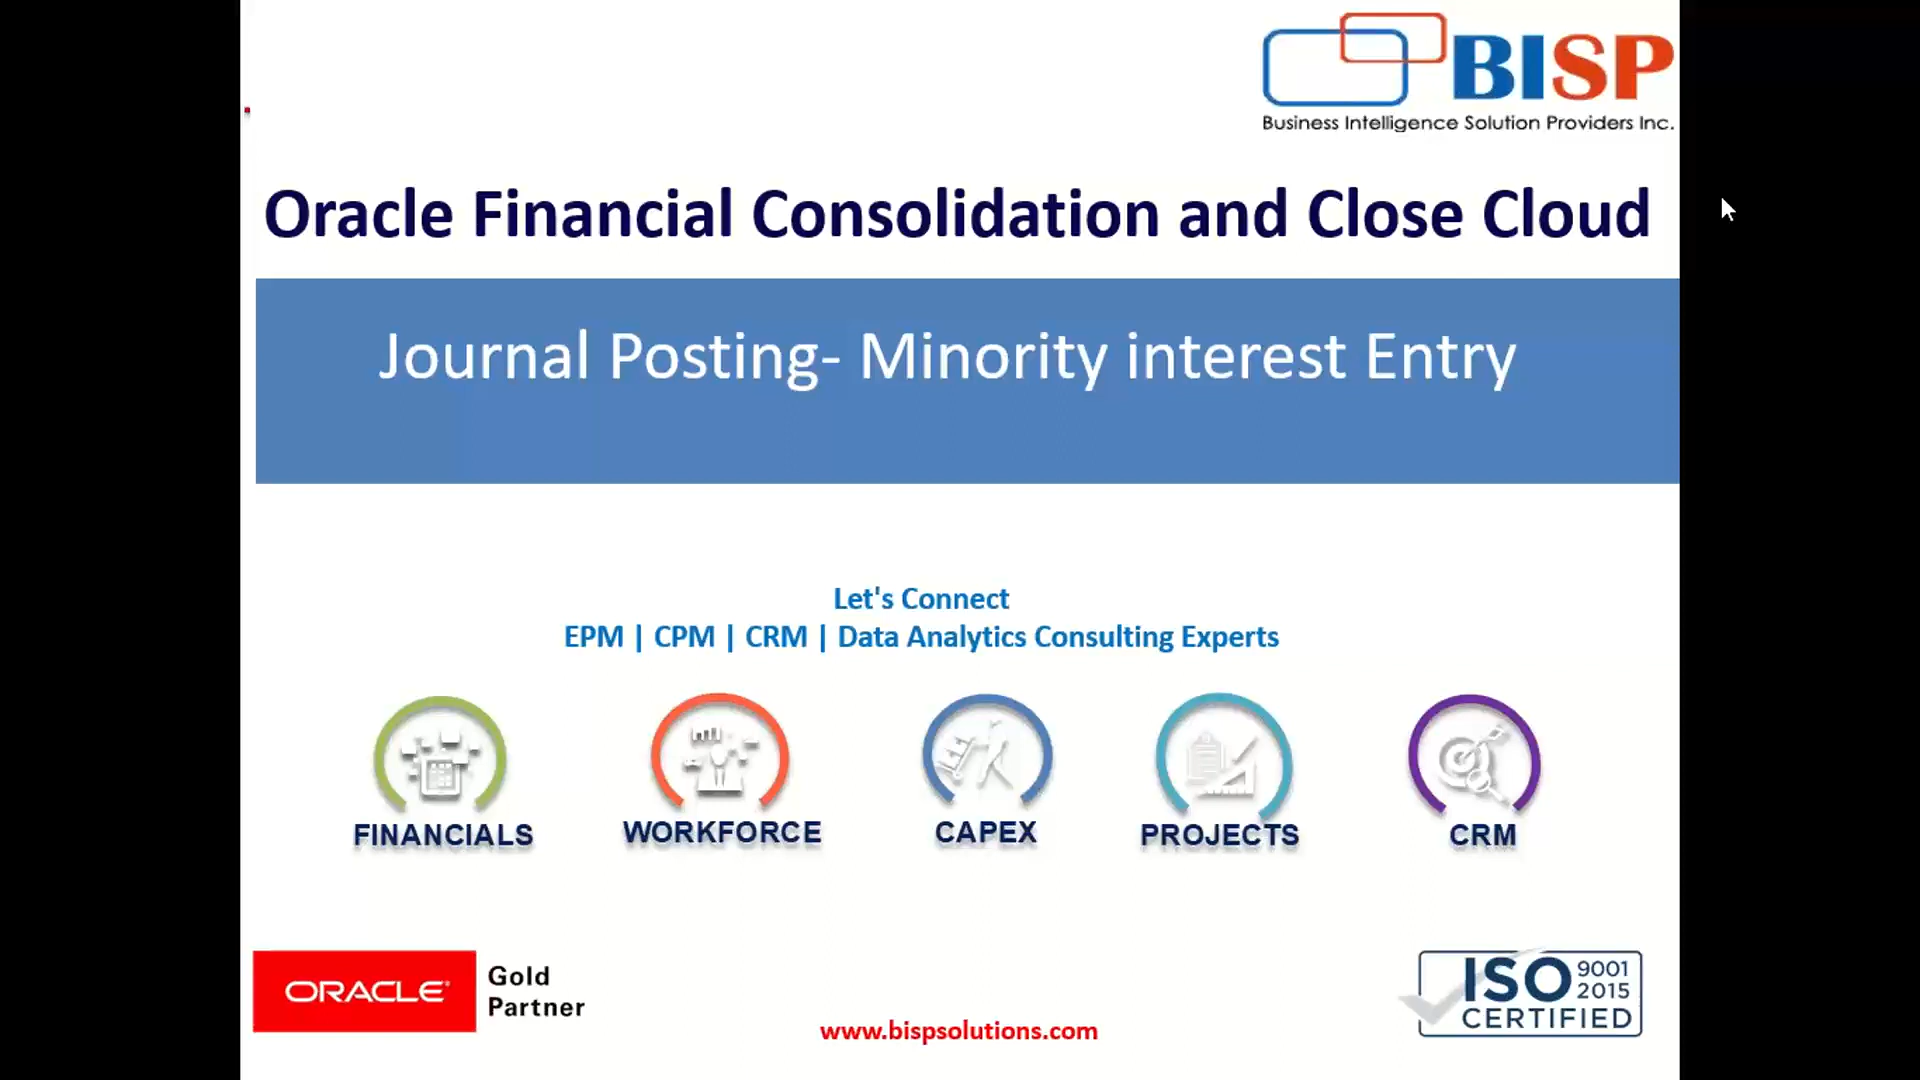 BISP
Business Intelligence Solution Providers Inc.
Oracle Financial Consolidation and Close Cloud
Journal Posting- Minority interest Entry
Let's Connect
EPM | CPM | CRM | Data Analytics Consulting Experts
FINANCIALS
WORKFORCE
CAPEX
PROJECTS
CRM
ORACLE®
Gold
Partner
www.bispsolutions.com
ISO 9001
2015
CERTIFIED